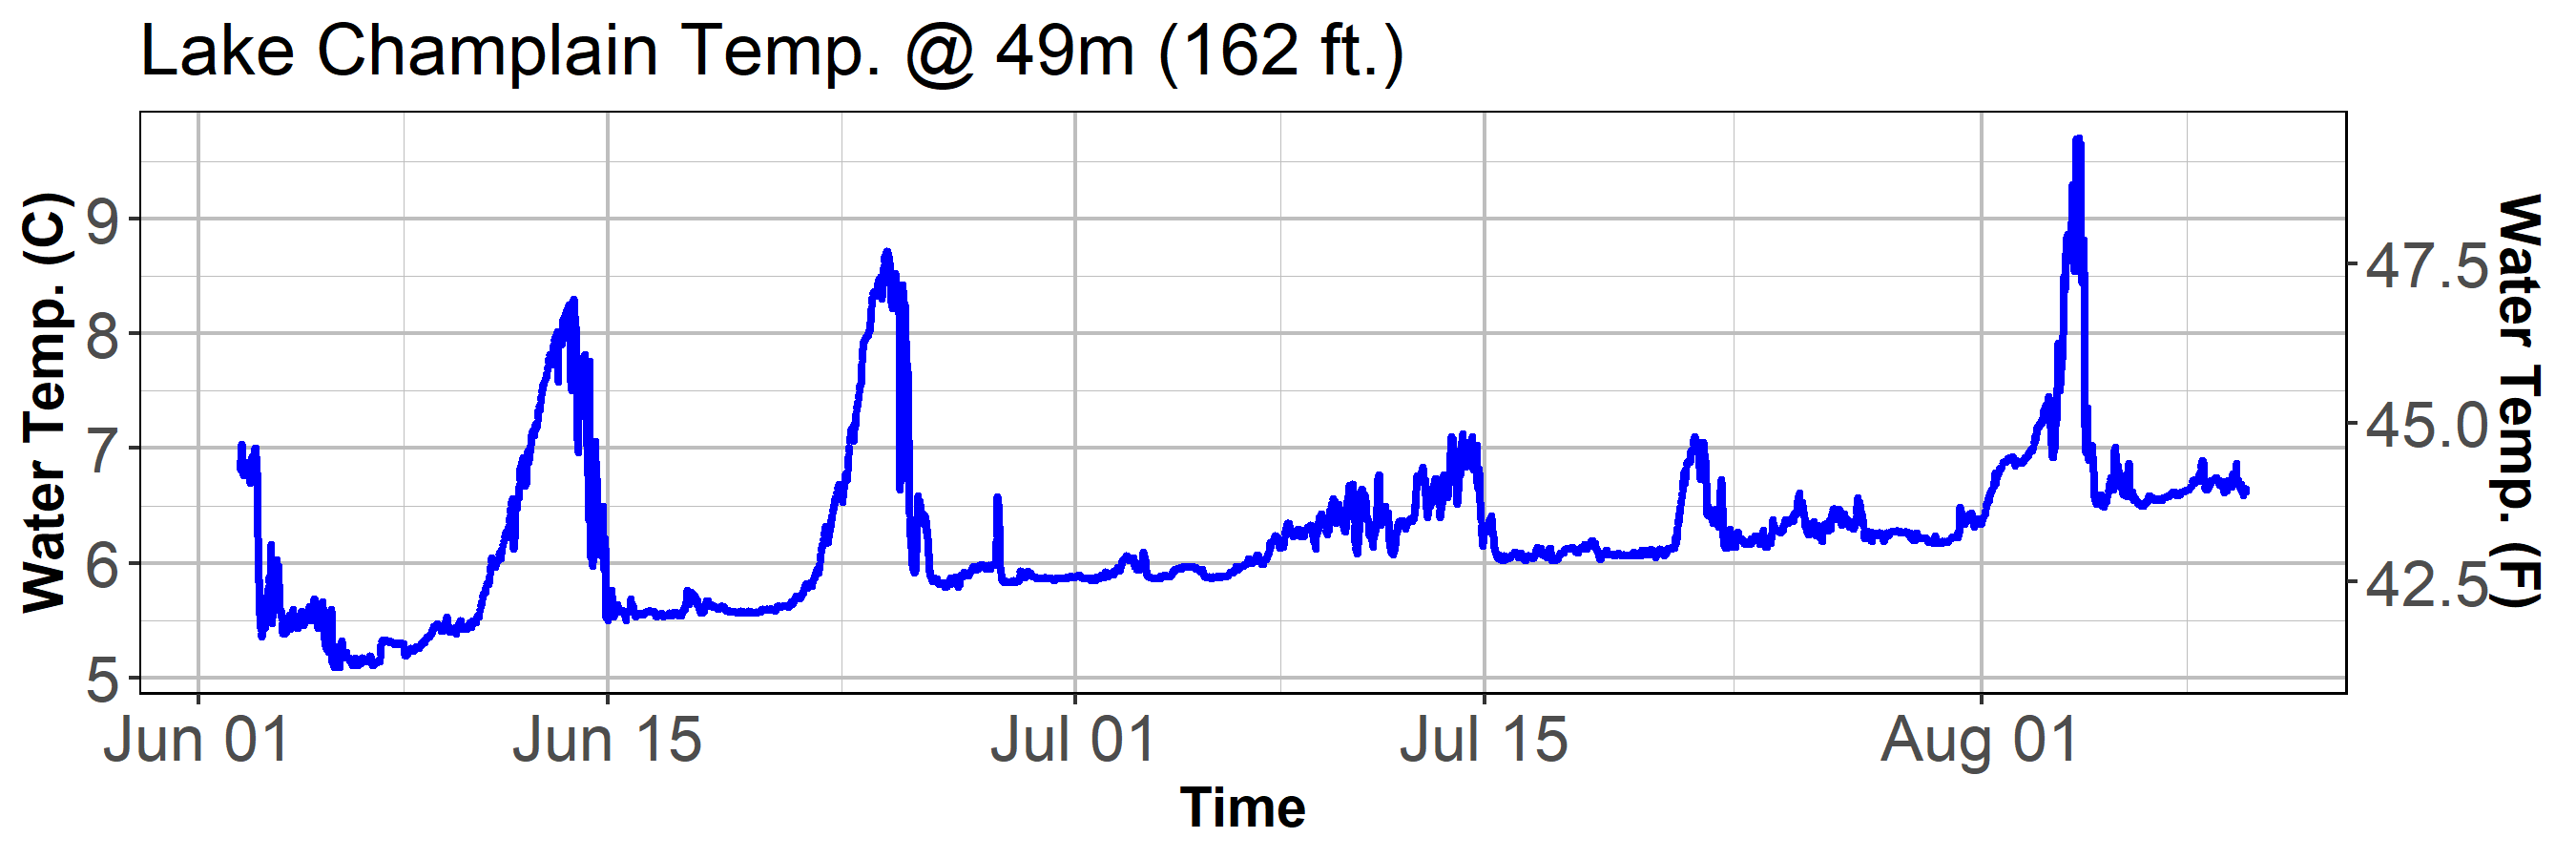 Lake Champlain Temp. @ 49m (162 ft.)
Water Temp. (C)
9
8
7
6
5
47.5
45.0
42.5
Water Temp. (F)
Jun 01 Jun 15 Jul 01 Jul 15 Aug 01
Time